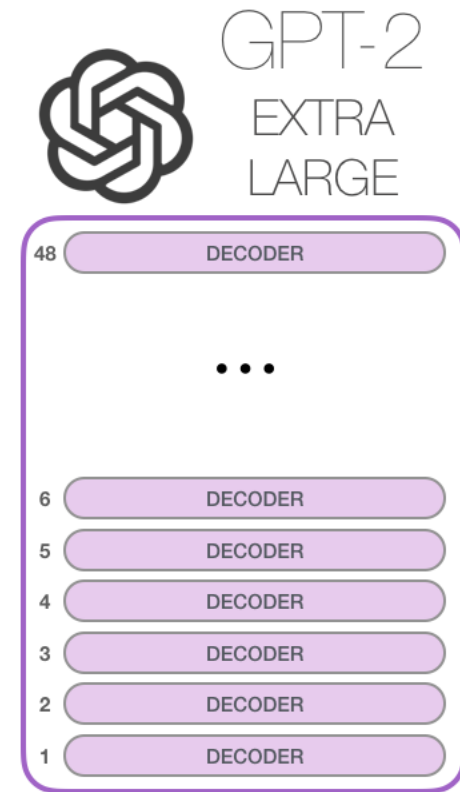 GPT-2
EXTRA
LARGE
48 DECODER
...
6 DECODER
5 DECODER
4 DECODER
3 DECODER
2 DECODER
1 DECODER